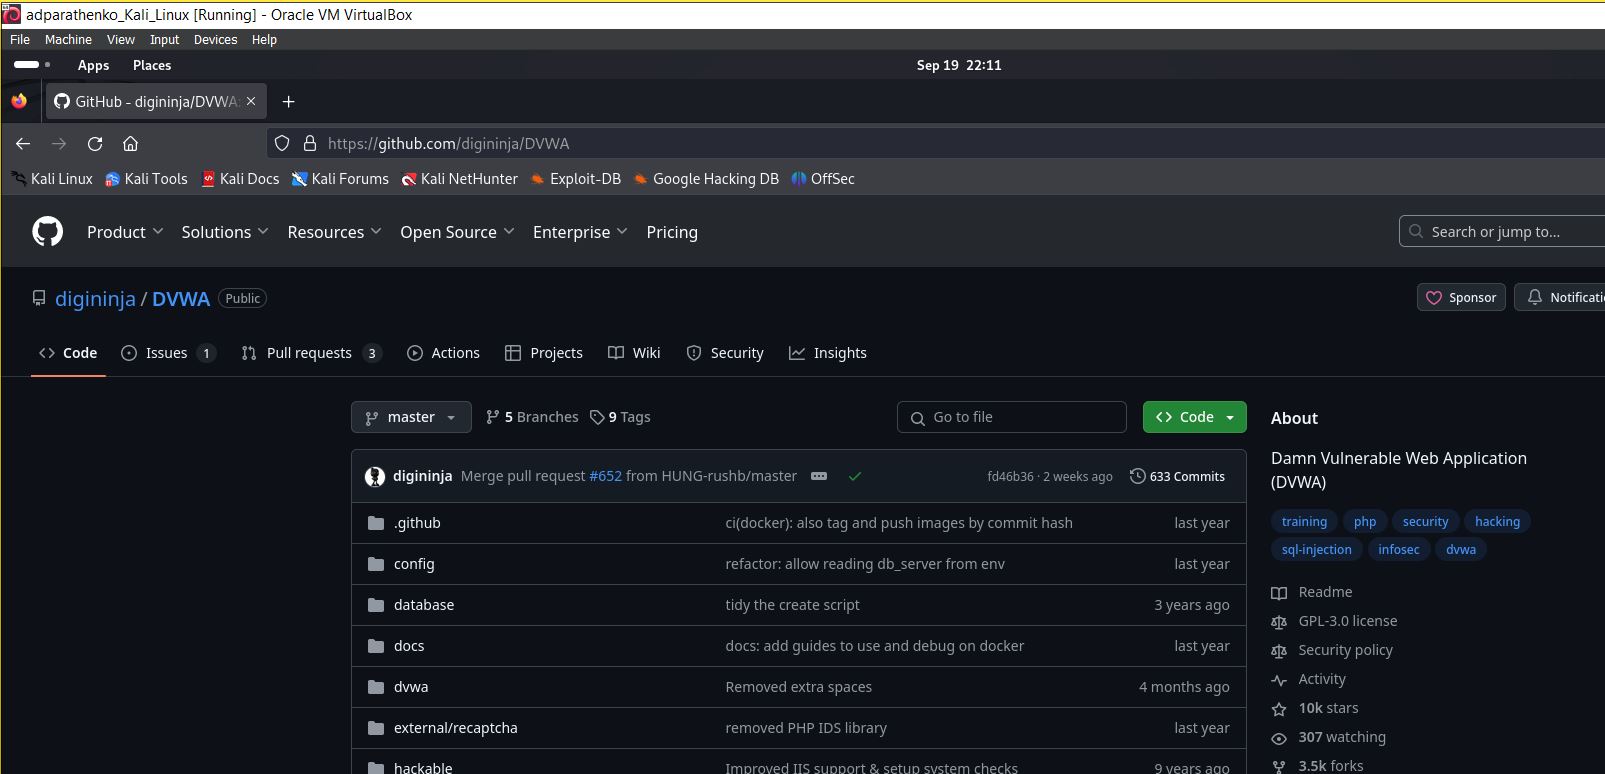 adparathenko_Kali_Linux [Running] - Oracle VM VirtualBox
File Machine View Input Devices Help
Apps Places Sep 19 22:11
GitHub - digininja/DVWA:
https://github.com/digininja/DVWA
Kali Linux Kali Tools Kali Docs Kali Forums Kali NetHunter Exploit-DB Google Hacking DB OffSec
Product Solutions Resources Open Source Enterprise Pricing Search or jump to...
digininja / DVWA Public Sponsor Notificati
Code Issues 1 Pull requests 3 Actions Projects Wiki Security Insights
master 5 Branches 9 Tags Go to file Code
digininja Merge pull request #652 from HUNG-rushb/master fd46b36 · 2 weeks ago 633 Commits
.github ci(docker): also tag and push images by commit hash last year
config refactor: allow reading db_server from env last year
database tidy the create script 3 years ago
docs docs: add guides to use and debug on docker last year
dvwa Removed extra spaces 4 months ago
external/recaptcha removed PHP IDS library last year
hackable Improved IIS support & setup system checks 9 years ago
About
Damn Vulnerable Web Application
(DVWA)
training php security hacking
sql-injection infosec dvwa
Readme
GPL-3.0 license
Security policy
Activity
10k stars
307 watching
3.5k forks